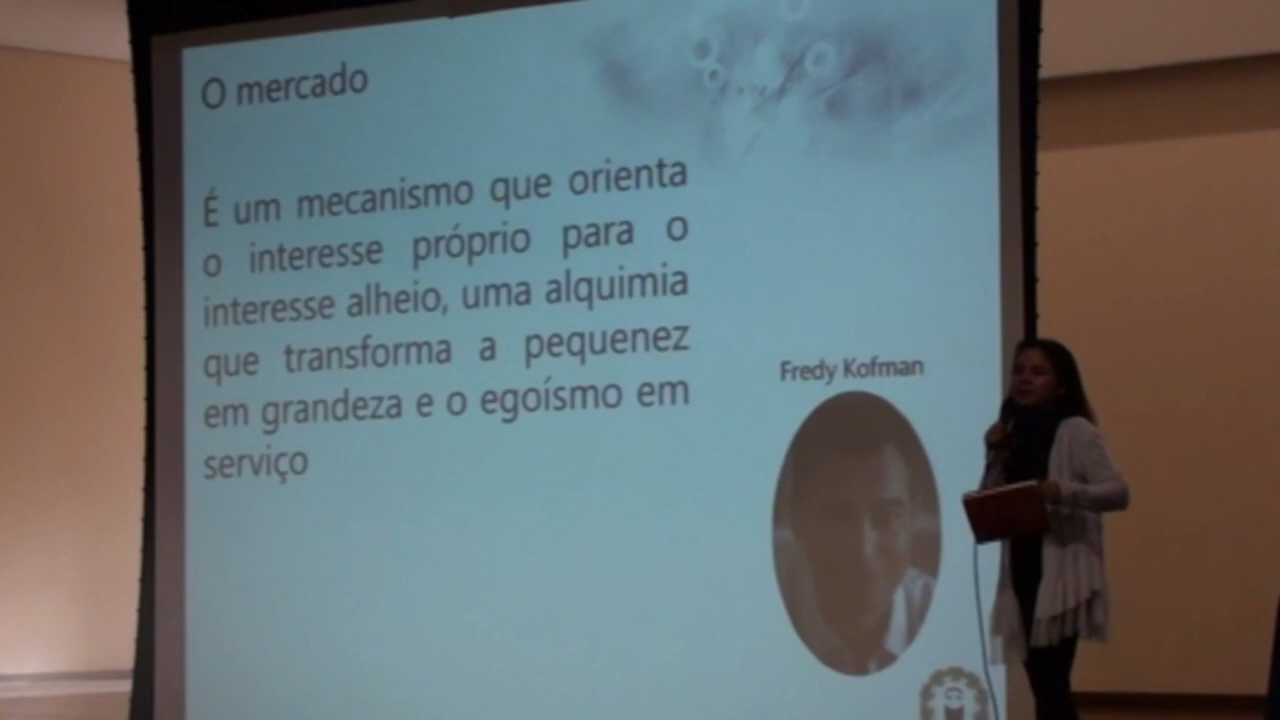 O mercado
É um mecanismo que orienta
o interesse próprio para o
interesse alheio, uma alquimia
que transforma a pequenez
em grandeza e o egoísmo em
serviço
Fredy Kofman